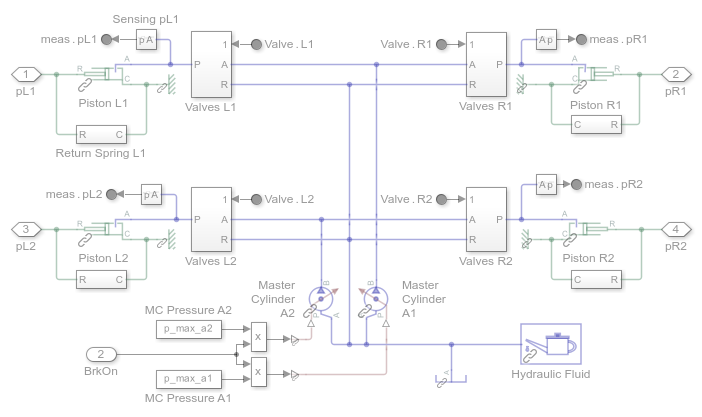 Sensing pL1
meas.pL1
pA
1
Valve.L1
Valve.R1
1
Ap
meas.pR1
1
pL1
R
A
C
Piston L1
P
A
R
Valves L1
A
R
P
Valves R1
A
C
R
Piston R1
2
pR1
R
C
Return Spring L1
C
R
meas.pL2
pA
1
Valve.L2
Valve.R2
1
Ap
meas.pR2
3
pL2
R
A
C
Piston L2
P
A
R
Valves L2
A
R
P
Valves R2
A
C
R
Piston R2
4
pR2
R
C
C
R
Master
Cylinder
A2
B
P
A
Master
Cylinder
A1
B
A
P
MC Pressure A2
p_max_a2
x
2
BrkOn
x
p_max_a1
MC Pressure A1
A
Hydraulic Fluid